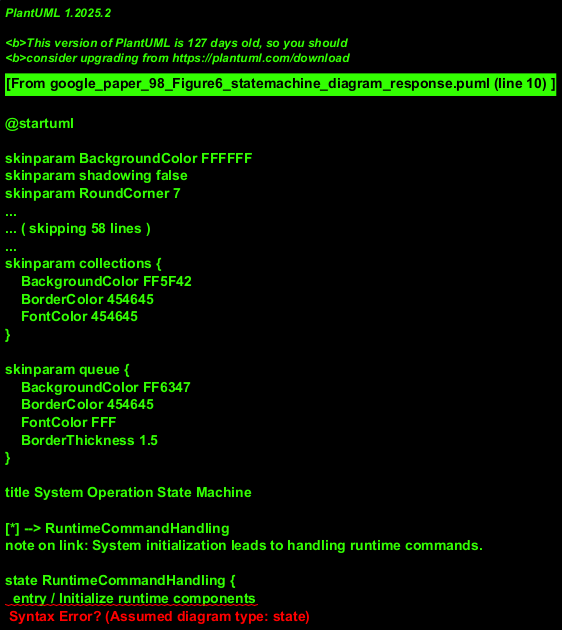 PlantUML 1.2025.2
<b>This version of PlantUML is 127 days old, so you should
<b>consider upgrading from https://plantuml.com/download
[From google_paper_98_Figure6_statemachine_diagram_response.puml (line 10) ]
@startuml
skinparam BackgroundColor FFFFFF
skinparam shadowing false
skinparam RoundCorner 7
...
... ( skipping 58 lines )
...
skinparam collections {
BackgroundColor FF5F42
BorderColor 454645
FontColor 454645
}
skinparam queue {
BackgroundColor FF6347
BorderColor 454645
FontColor FFF
BorderThickness 1.5
}
title System Operation State Machine
[*] --> RuntimeCommandHandling
note on link: System initialization leads to handling runtime commands.
state RuntimeCommandHandling {
entry / Initialize runtime components
Syntax Error? (Assumed diagram type: state)